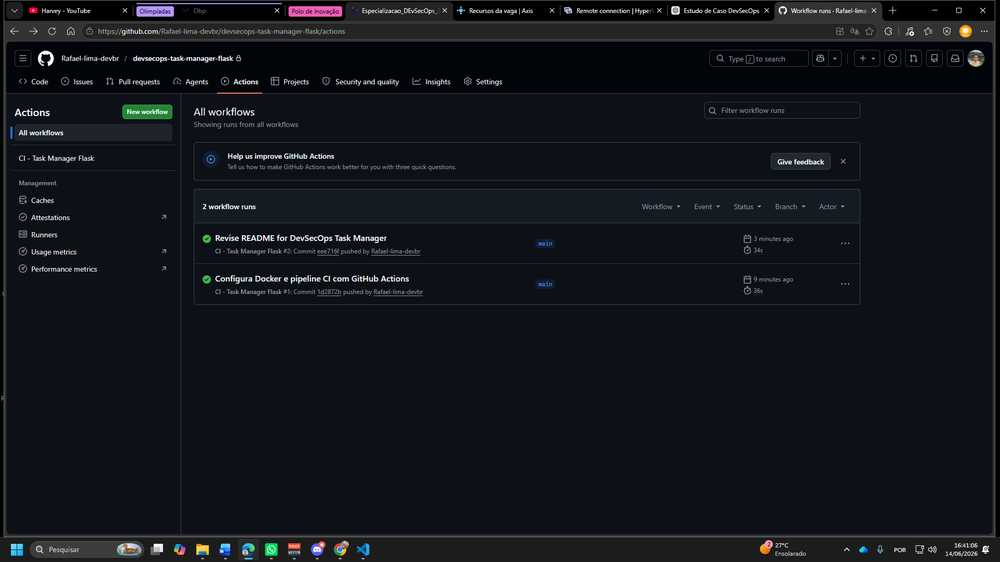 Harvey - YouTube
Olimpíadas
Obp
Polo de Inovação
Especializacao_DEvSecOps_
Recursos da vaga | Axis
Remote connection | Hyper
Estudo de Caso DevSecOps
Workflow runs · Rafael-lima-
https://github.com/Rafael-lima-devbr/devsecops-task-manager-flask/actions
Rafael-lima-devbr / devsecops-task-manager-flask
Type / to search
Code
Issues
Pull requests
Agents
Actions
Projects
Security and quality
Insights
Settings
Actions
New workflow
All workflows
CI - Task Manager Flask
Management
Caches
Attestations
Runners
Usage metrics
Performance metrics
All workflows
Showing runs from all workflows
Filter workflow runs
Help us improve GitHub Actions
Tell us how to make GitHub Actions work better for you with three quick questions.
Give feedback
2 workflow runs
Workflow
Event
Status
Branch
Actor
Revise README for DevSecOps Task Manager
CI - Task Manager Flask #2: Commit eee716f pushed by Rafael-lima-devbr
main
3 minutes ago
34s
Configura Docker e pipeline CI com GitHub Actions
CI - Task Manager Flask #1: Commit 1d2872b pushed by Rafael-lima-devbr
main
9 minutes ago
36s
Pesquisar
VOICE
MEETER
2
27°C
Ensolarado
POR
16:41:06
14/06/2026